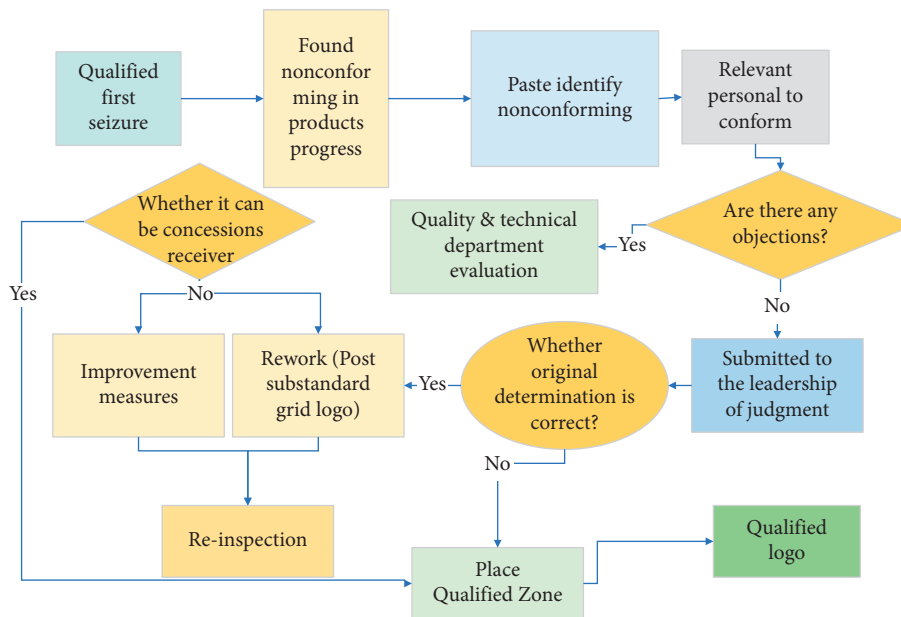 Qualified
first
seizure
Found
nonconfor
ming in
products
progress
Paste identify
nonconforming
Relevant
personal to
conform
Whether it can
be concessions
receiver
Quality & technical
department
evaluation
Yes
Are there any
objections?
Yes
No
No
Improvement
measures
Rework (Post
substandard
grid logo)
Yes
Whether
original
determination is
correct?
Submitted to
the leadership
of judgment
No
Re-inspection
Place
Qualified Zone
Qualified
logo